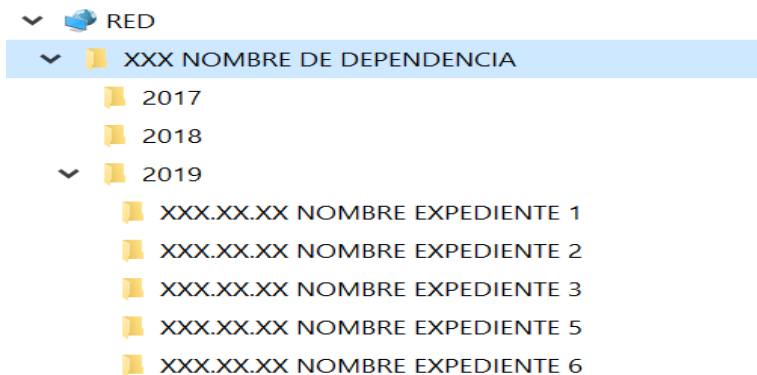 RED
XXX NOMBRE DE DEPENDENCIA
2017
2018
2019
XXX.XX.XX NOMBRE EXPEDIENTE 1
XXX.XX.XX NOMBRE EXPEDIENTE 2
XXX.XX.XX NOMBRE EXPEDIENTE 3
XXX.XX.XX NOMBRE EXPEDIENTE 5
XXX.XX.XX NOMBRE EXPEDIENTE 6